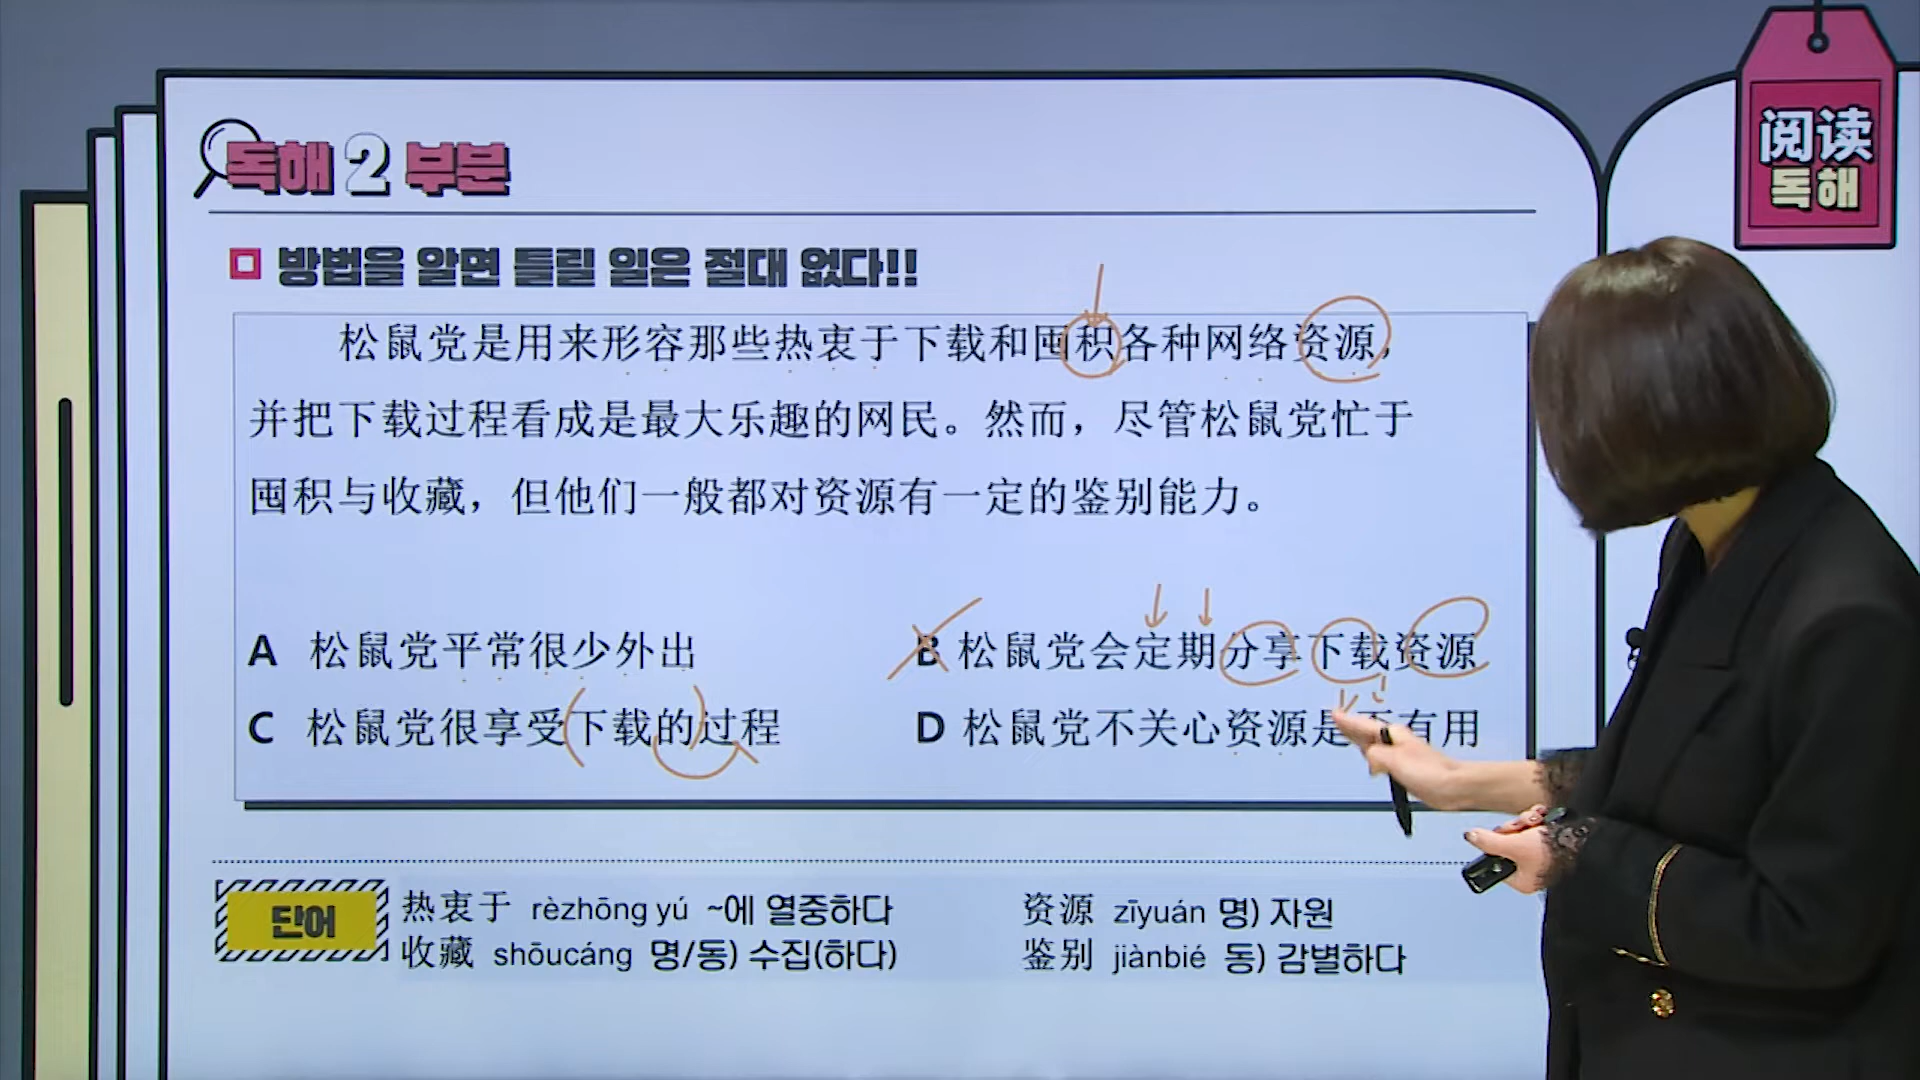 阅读
독해
독해 2 부분
방법을 알면 틀릴 일은 절대 없다!!
松鼠党是用来形容那些热衷于下载和囤积各种网络资源,
并把下载过程看成是最大乐趣的网民。然而，尽管松鼠党忙于
囤积与收藏，但他们一般都对资源有一定的鉴别能力。
A 松鼠党平常很少外出
B 松鼠党会定期分享下载资源
C 松鼠党很享受下载的过程
D 松鼠党不关心资源是否有用
단어
热衷于 rèzhōng yú ~에 열중하다
资源 zīyuán 명) 자원
收藏 shōucáng 명/동) 수집(하다)
鉴别 jiànbié 동) 감별하다